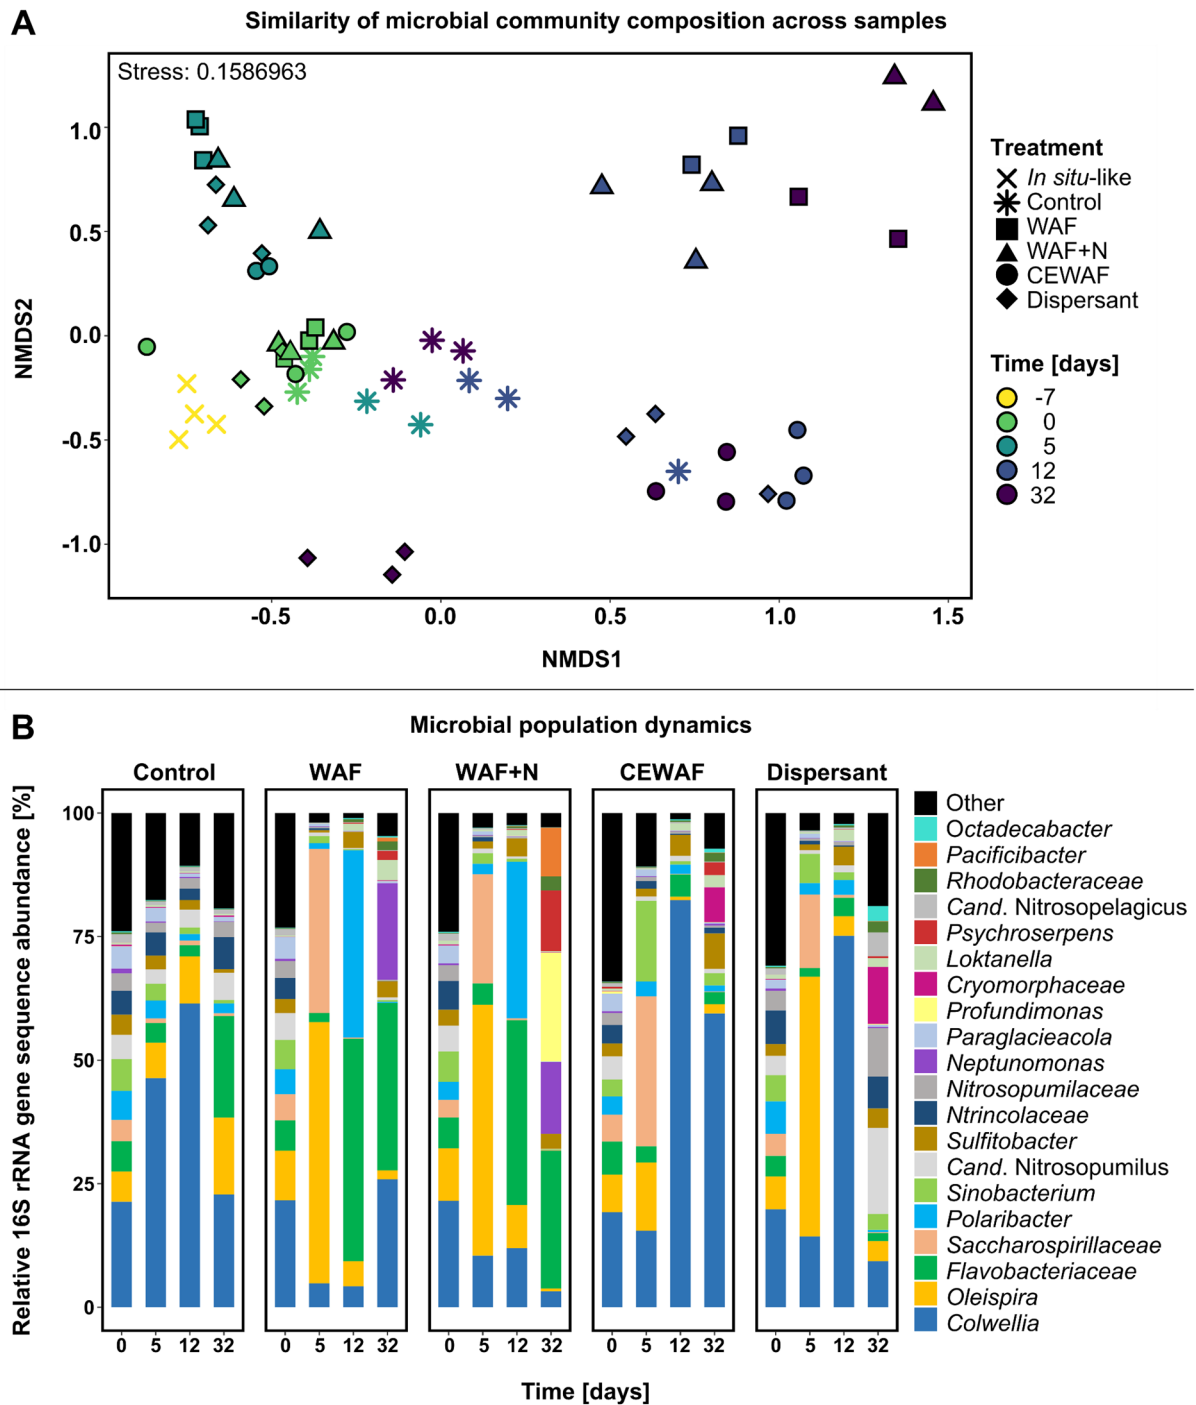 A
Similarity of microbial community composition across samples
Stress: 0.1586963
1.0
0.5
0.0
-0.5
-1.0
NMDS2
-0.5
0.0
0.5
1.0
1.5
NMDS1
Treatment
In situ-like
Control
WAF
WAF+N
CEWAF
Dispersant
Time [days]
-7
0
5
12
32
B
Microbial population dynamics
Control
WAF
WAF+N
CEWAF
Dispersant
Relative 16S rRNA gene sequence abundance [%]
100
75
50
25
0
0 5 12 32
0 5 12 32
0 5 12 32
0 5 12 32
0 5 12 32
Time [days]
Other
Octadecabacter
Pacificibacter
Rhodobacteraceae
Cand. Nitrosopelagicus
Psychroserpens
Loktanella
Cryomorphaceae
Profundimonas
Paraglacieacola
Neptunomonas
Nitrosopumilaceae
Ntrincolaceae
Sulfitobacter
Cand. Nitrosopumilus
Sinobacterium
Polaribacter
Saccharospirillaceae
Flavobacteriaceae
Oleispira
Colwellia